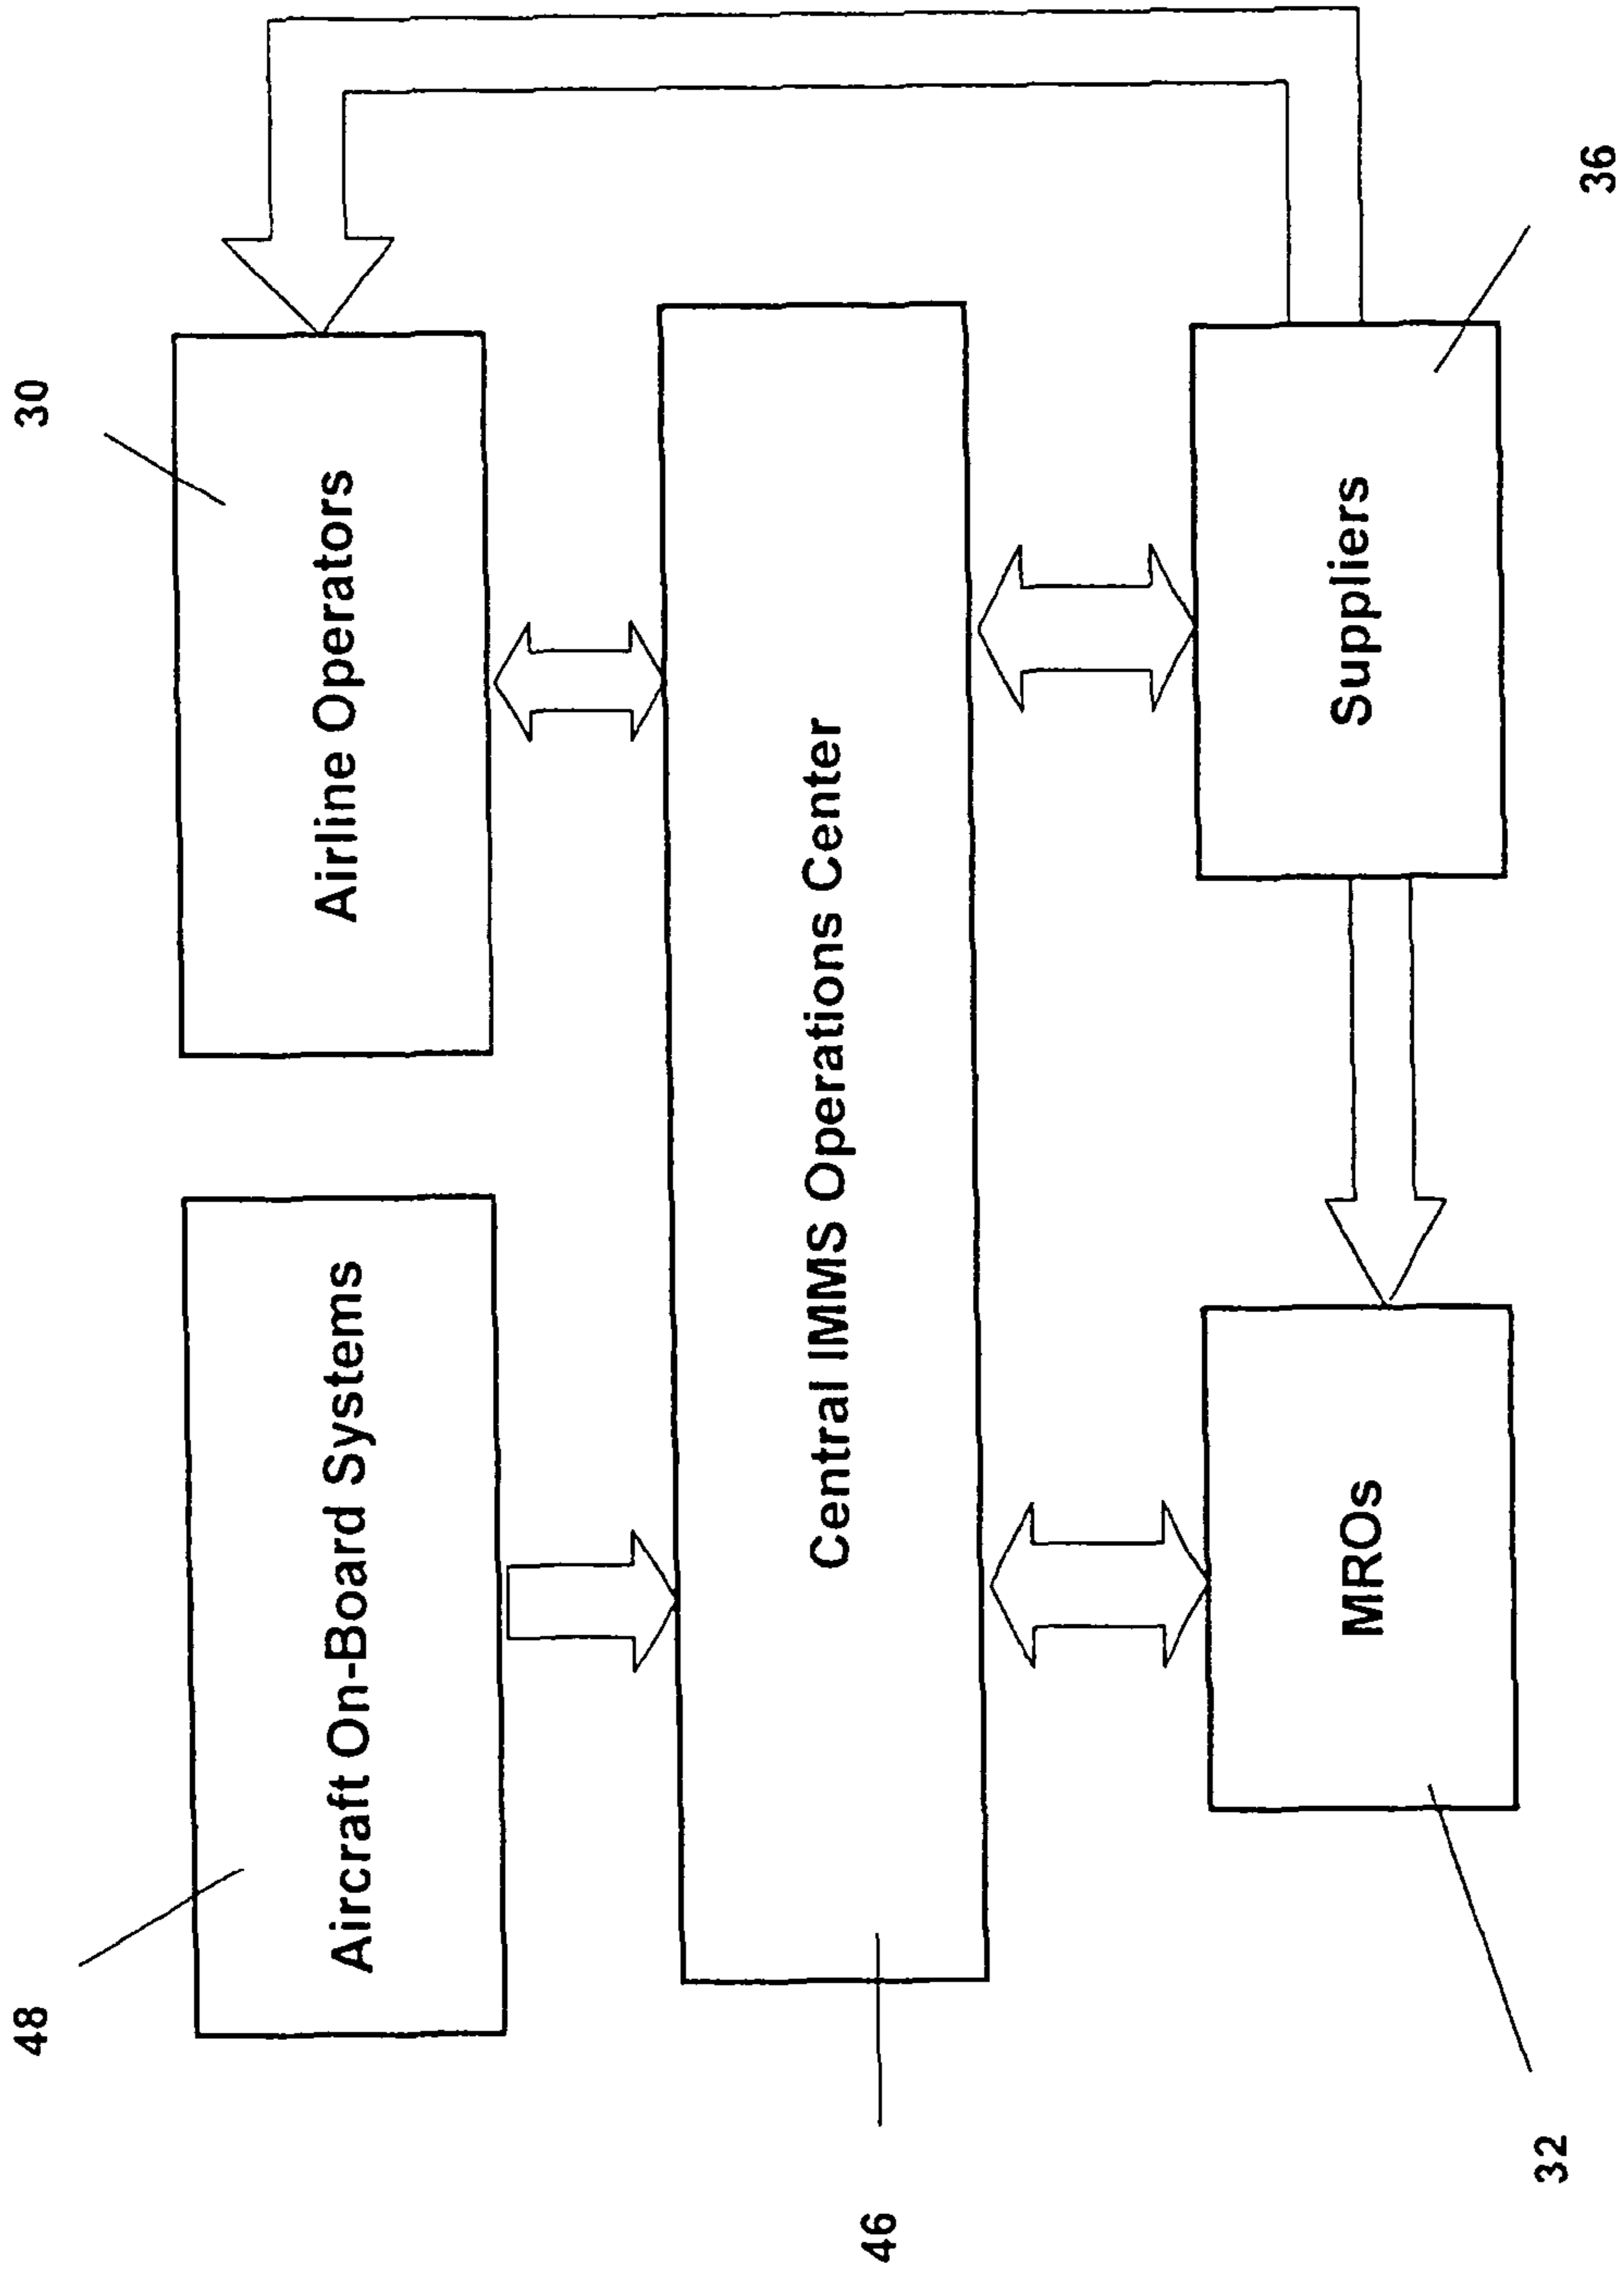 48
30
Aircraft On-Board Systems
Airline Operators
46
Central IMMS Operations Center
MROs
Suppliers
32
36